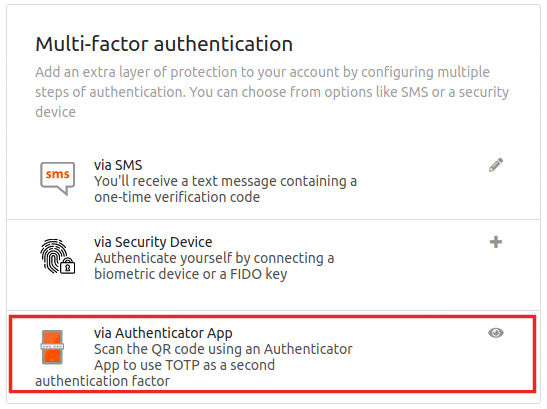 Multi-factor authentication
Add an extra layer of protection to your account by configuring multiple
steps of authentication. You can choose from options like SMS or a security
device
sms
via SMS
You'll receive a text message containing a
one-time verification code
via Security Device
Authenticate yourself by connecting a
biometric device or a FIDO key
via Authenticator App
Scan the QR code using an Authenticator
App to use TOTP as a second
authentication factor